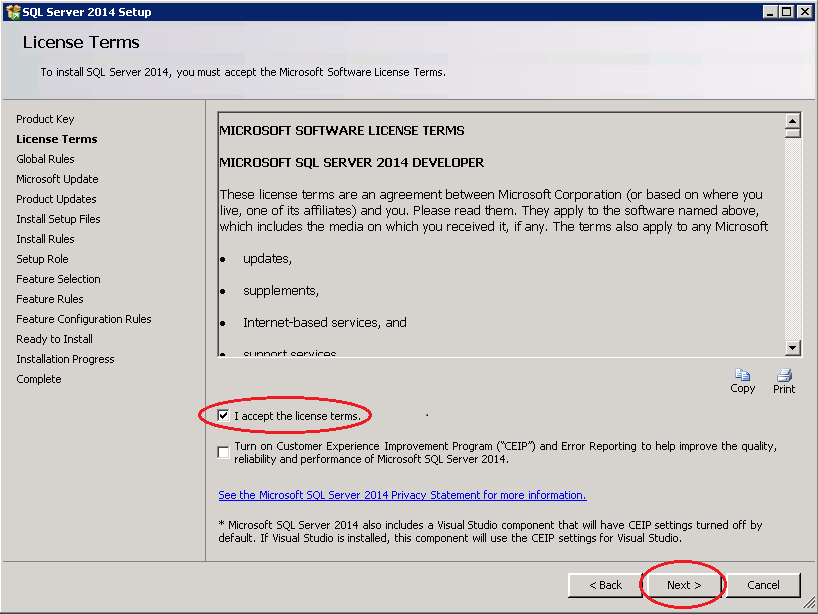 SQL Server 2014 Setup
License Terms
To install SQL Server 2014, you must accept the Microsoft Software License Terms.
Product Key
License Terms
Global Rules
Microsoft Update
Product Updates
Install Setup Files
Install Rules
Setup Role
Feature Selection
Feature Rules
Feature Configuration Rules
Ready to Install
Installation Progress
Complete
MICROSOFT SOFTWARE LICENSE TERMS
MICROSOFT SQL SERVER 2014 DEVELOPER
These license terms are an agreement between Microsoft Corporation (or based on where you
live, one of its affiliates) and you. Please read them. They apply to the software named above,
which includes the media on which you received it, if any. The terms also apply to any Microsoft
• updates,
• supplements,
• Internet-based services, and
• support services
Copy
Print
I accept the license terms.
Turn on Customer Experience Improvement Program ("CEIP") and Error Reporting to help improve the quality,
reliability and performance of Microsoft SQL Server 2014.
See the Microsoft SQL Server 2014 Privacy Statement for more information.
* Microsoft SQL Server 2014 also includes a Visual Studio component that will have CEIP settings turned off by
default. If Visual Studio is installed, this component will use the CEIP settings for Visual Studio.
< Back
Next >
Cancel